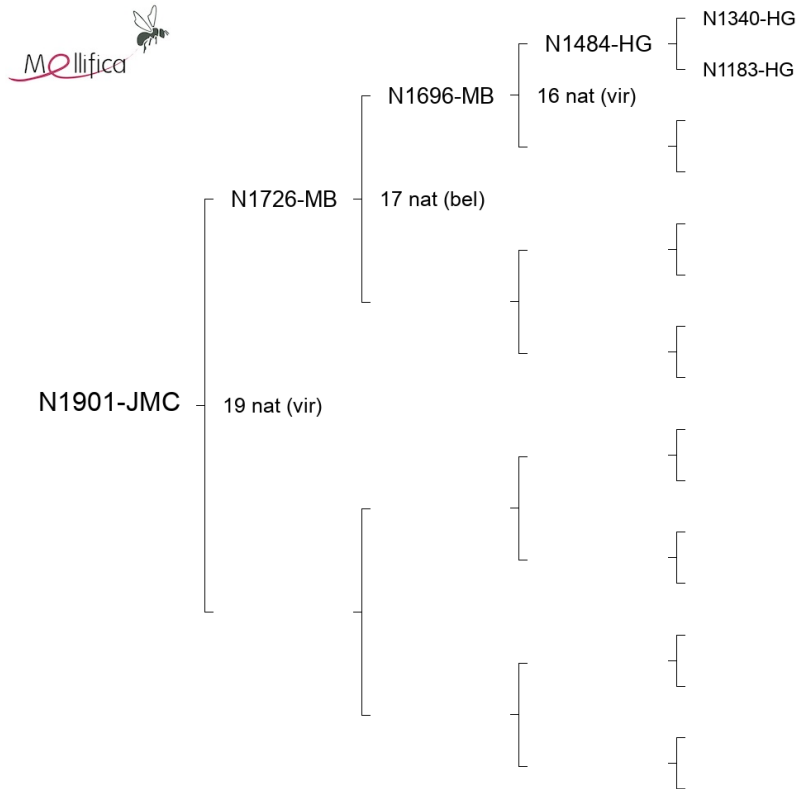 Mellifica
N1340-HG
N1484-HG
N1183-HG
N1696-MB
16 nat (vir)
N1726-MB
17 nat (bel)
N1901-JMC
19 nat (vir)